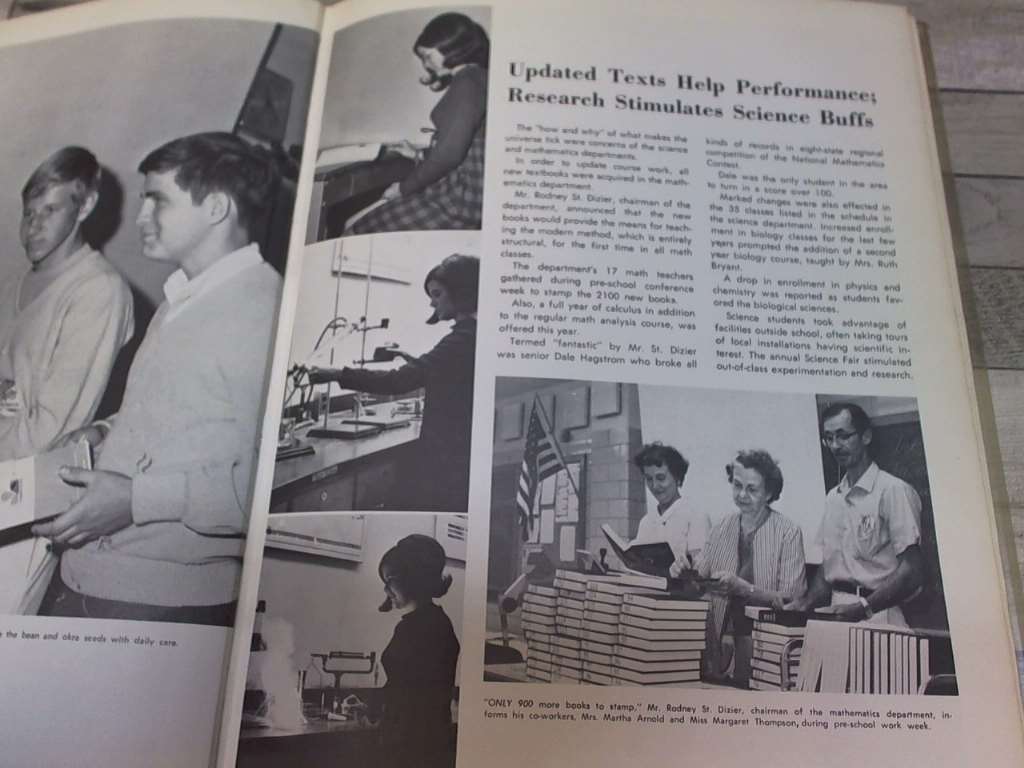 e the bean and okra seeds with daily care.
Updated Texts Help Performance;
Research Stimulates Science Buffs
The "how and why" of what makes the
universe tick were concerns of the science
and mathematics departments.
In order to update course work, all
new textbooks were acquired in the math-
ematics department.
Mr. Rodney St. Dizier, chairman of the
department, announced that the new
books would provide the means for teach-
ing the modern method, which is entirely
structural, for the first time in all math
classes.
The department's 17 math teachers
gathered during pre-school conference
week to stamp the 2100 new books.
Also, a full year of calculus in addition
to the regular math analysis course, was
offered this year.
Termed "fantastic" by Mr. St. Dizier
was senior Dale Hagstrom who broke all
kinds of records in eight-state regional
competition of the National Mathematics
Contest.
Dale was the only student in the area
to turn in a score over 100.
Marked changes were also effected in
the 35 classes listed in the schedule in
the science department. Increased enroll-
ment in biology classes for the last few
years prompted the addition of a second
year biology course, taught by Mrs. Ruth
Bryant.
A drop in enrollment in physics and
chemistry was reported as students fav-
ored the biological sciences.
Science students took advantage of
facilities outside school, often taking tours
of local installations having scientific in-
terest. The annual Science Fair stimulated
out-of-class experimentation and research.
"ONLY 900 more books to stamp," Mr. Rodney St. Dizier, chairman of the mathematics department, in-
forms his co-workers, Mrs. Martha Arnold and Miss Margaret Thompson, during pre-school work week.